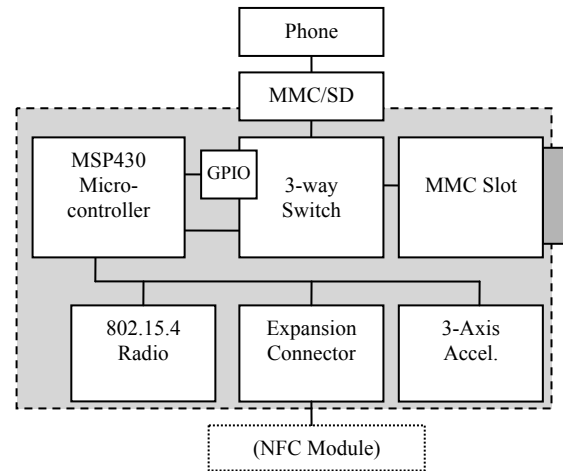 Phone
MMC/SD
MSP430
Micro-
controller
GPIO
3-way
Switch
MMC Slot
802.15.4
Radio
Expansion
Connector
3-Axis
Accel.
(NFC Module)